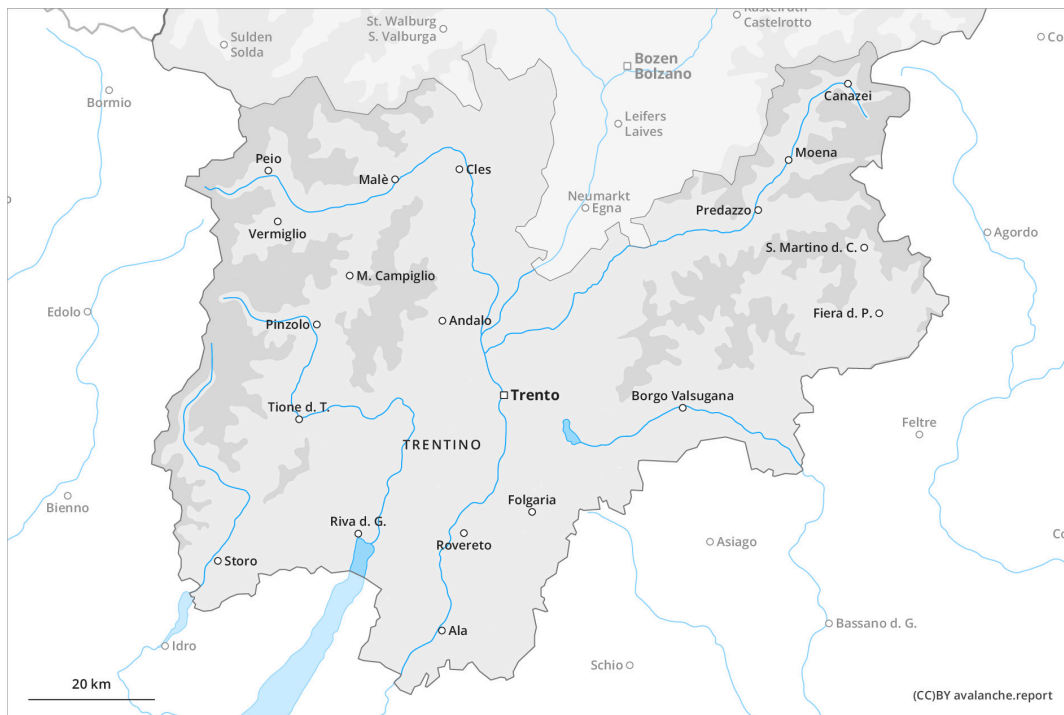 Kastelruth
Castelrotto
St. Walburg
S. Valburga
Sulden
Solda
Co
Bozen
Bolzano
Bormio
Canazei
Leifers
Laives
Moena
Peio
Malè
Cles
Neumarkt
Egna
Predazzo
Vermiglio
Agordo
S. Martino d. C.
M. Campiglio
Edolo
Pinzolo
Andalo
Fiera d. P.
Trento
Borgo Valsugana
Tione d. T.
Feltre
TRENTINO
Bienno
Folgaria
Riva d. G.
Rovereto
Asiago
Co
Storo
Ala
Bassano d. G.
Idro
Schio
20 km
(CC)BY avalanche.report